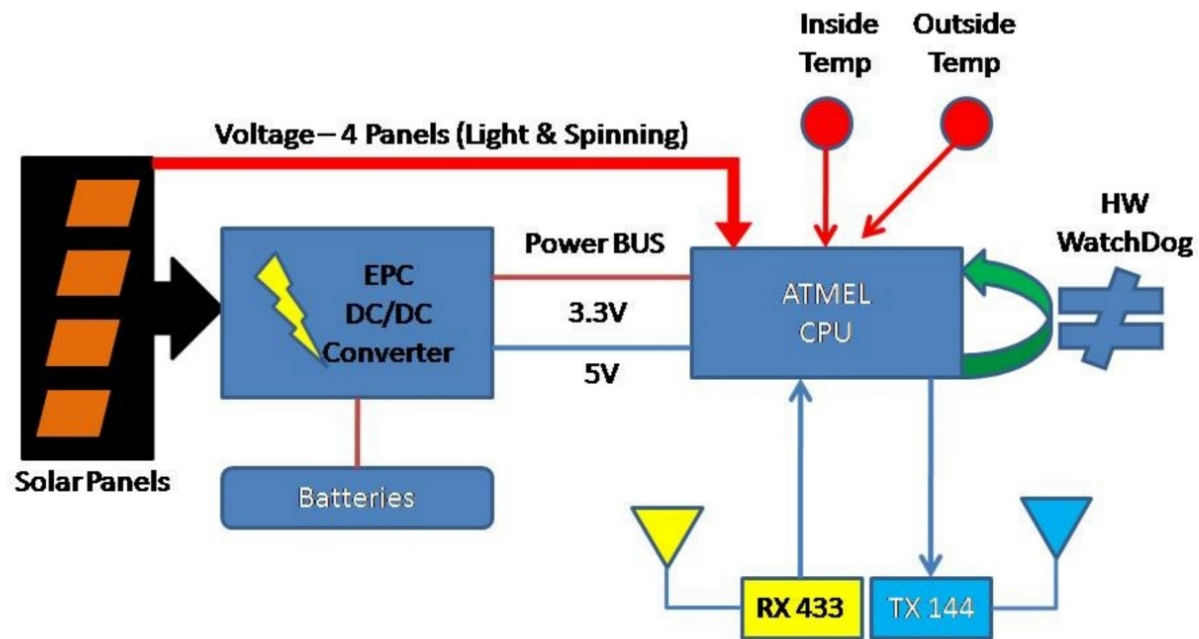 Inside
Temp
Outside
Temp
Voltage – 4 Panels (Light & Spinning)
HW
WatchDog
Power BUS
EPC
DC/DC
Converter
3.3V
5V
ATMEL
CPU
Solar Panels
Batteries
RX 433
TX 144